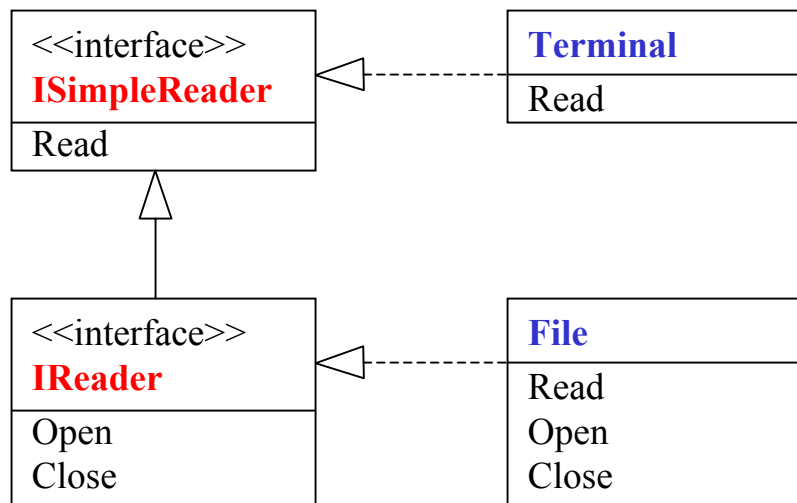 <<interface>>
ISimpleReader
Read
Terminal
Read
<<interface>>
IReader
Open
Close
File
Read
Open
Close